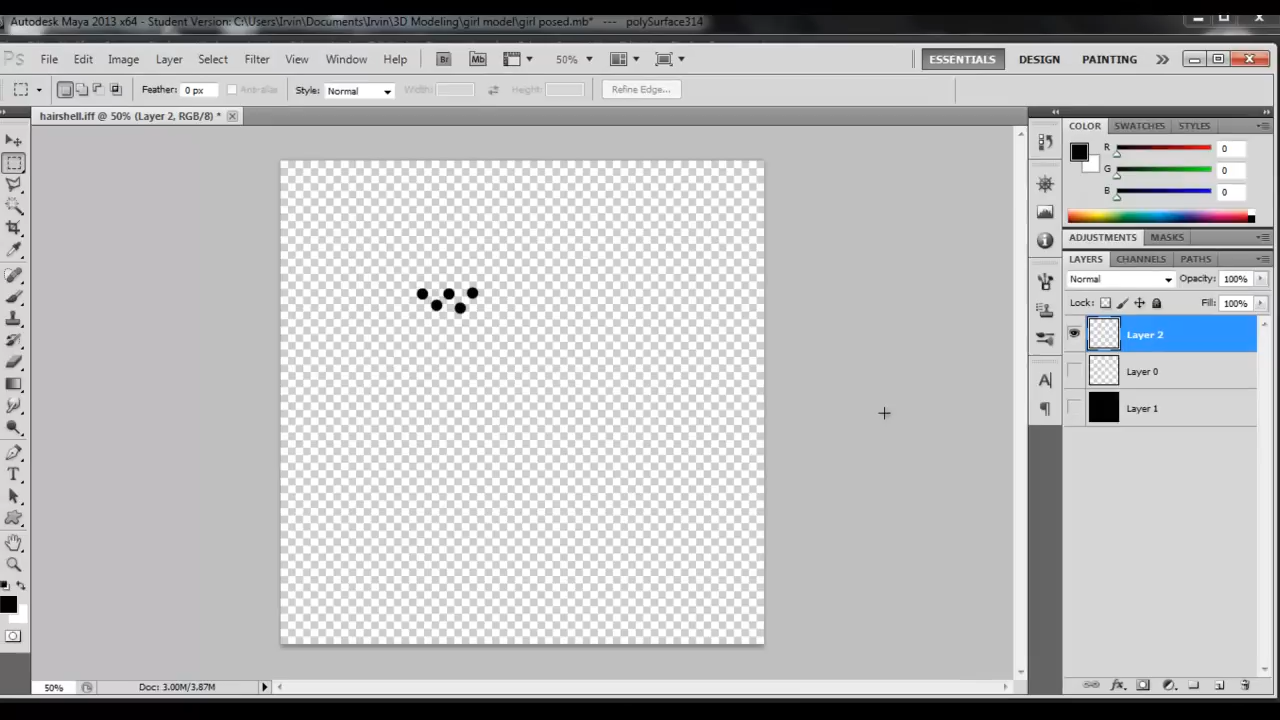 Autodesk Maya 2013 x64 - Student Version: C:\Users\Irvin\Documents\Irvin\3D Modeling\girl model\girl posed.mb* --- polySurface314
Ps File Edit Image Layer Select Filter View Window Help Br Mb 50% ESSENTIALS DESIGN PAINTING
Feather: 0 px Anti-alias Style: Normal Width: Height: Refine Edge...
hairshell.iff @ 50% (Layer 2, RGB/8) *
COLOR SWATCHES STYLES
R 0
G 0
B 0
ADJUSTMENTS MASKS
LAYERS CHANNELS PATHS
Normal Opacity: 100%
Lock: Fill: 100%
Layer 2
Layer 0
Layer 1
50% Doc: 3.00M/3.87M